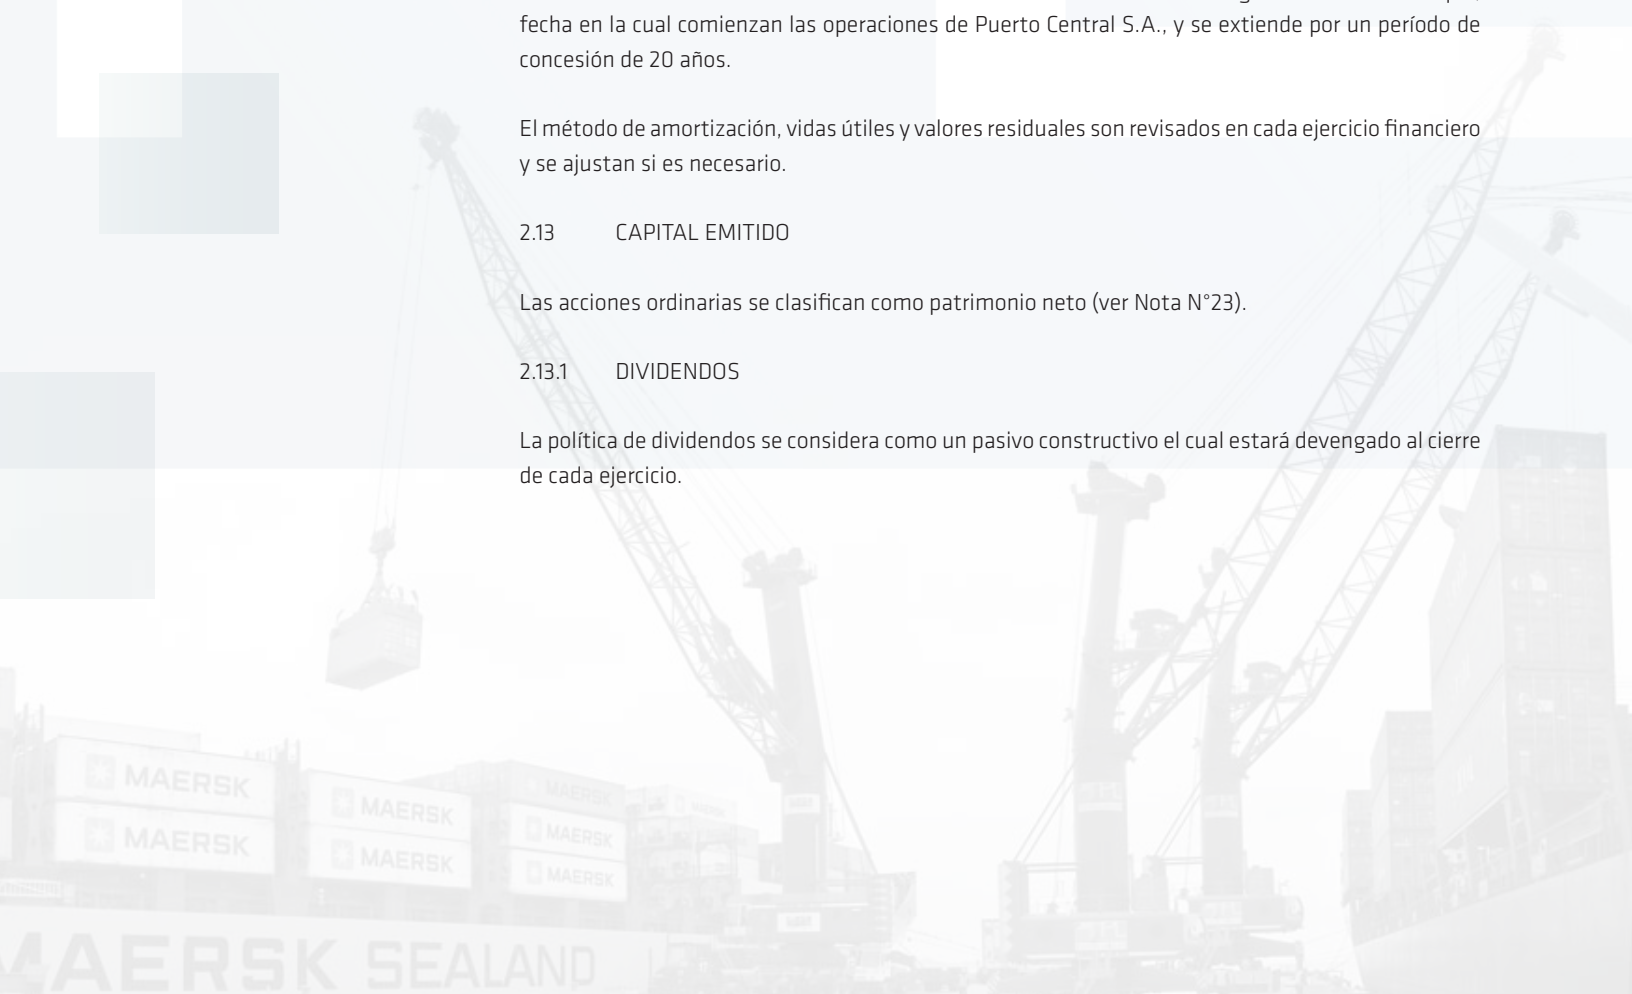 fecha en la cual comienzan las operaciones de Puerto Central S.A., y se extiende por un período de
concesión de 20 años.
El método de amortización, vidas útiles y valores residuales son revisados en cada ejercicio financiero
y se ajustan si es necesario.
2.13 CAPITAL EMITIDO
Las acciones ordinarias se clasifican como patrimonio neto (ver Nota N°23).
2.13.1 DIVIDENDOS
La política de dividendos se considera como un pasivo constructivo el cual estará devengado al cierre
de cada ejercicio.
MAERSK
MAERSK
MAERSK
MAERSK
MAERSK
MAERSK
MAERSK
MAERSK
MAERSK SEALAND